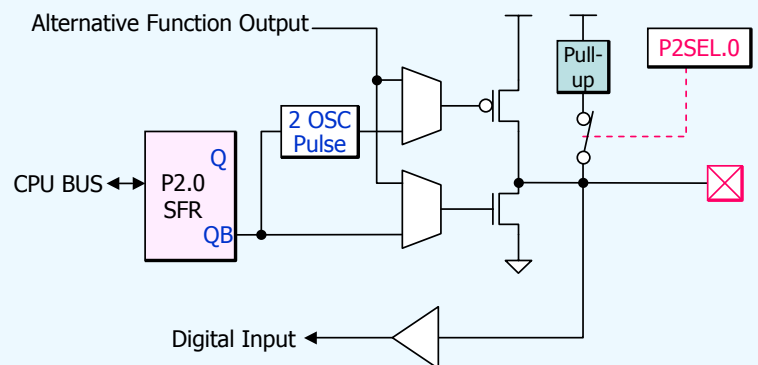 Alternative Function Output
Pull-
up
P2SEL.0
2 OSC
Pulse
Q
CPU BUS
P2.0
SFR
QB
Digital Input